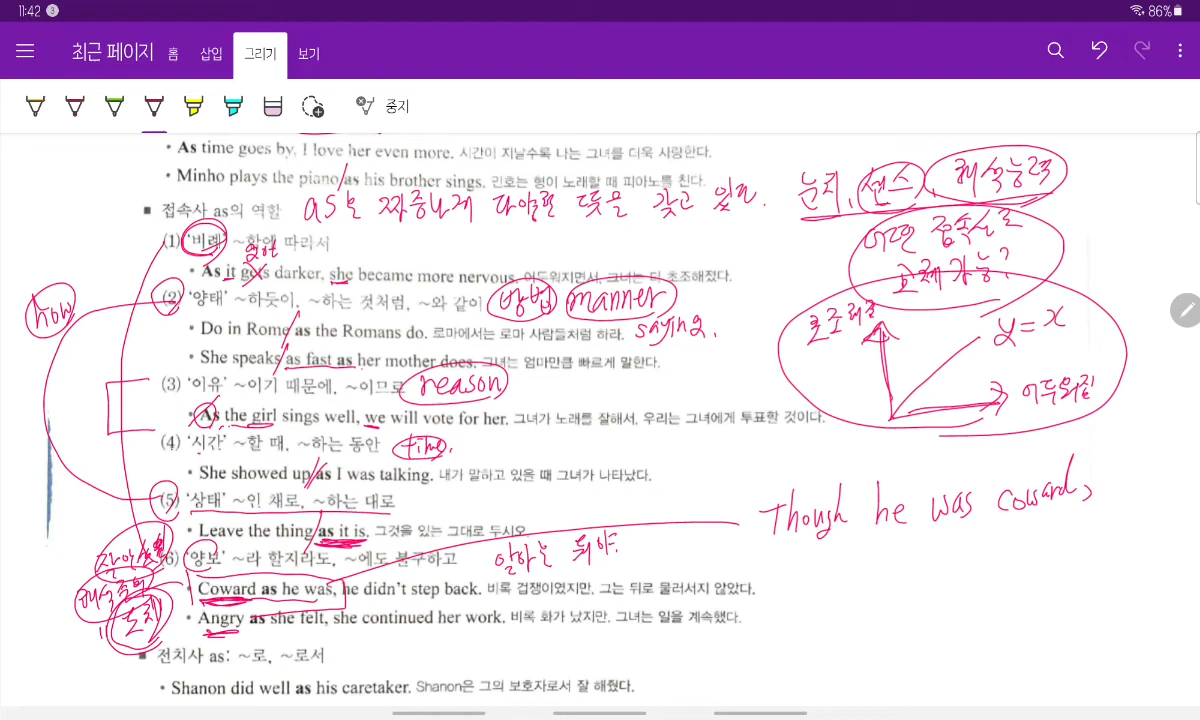 11:42 3 86%
최근 페이지 홈 삽입 그리기 보기
중지
• As time goes by, I love her even more. 시간이 지날수록 나는 그녀를 더욱 사랑한다.
• Minho plays the piano as his brother sings. 민호는 형이 노래할 때 피아노를 친다.
■ 접속사 as의 역할
as는 짜증나게 다양한 뜻을 갖고 있다.
눈치, 센스, 해석능력
어떤 접속사로
교체 가능?
(1) '비례' ~함에 따라서
• As it gets darker, she became more nervous. 어두워지면서, 그녀는 더 초조해졌다.
(2) '양태' ~하듯이, ~하는 것처럼, ~와 같이 방법 manner
how
• Do in Rome as the Romans do. 로마에서는 로마 사람들처럼 하라.
saying.
• She speaks as fast as her mother does. 그녀는 엄마만큼 빠르게 말한다.
초조해짐
y=x
어두워짐
(3) '이유' ~이기 때문에, ~이므로 reason
• As the girl sings well, we will vote for her. 그녀가 노래를 잘해서, 우리는 그녀에게 투표할 것이다.
(4) '시간' ~할 때, ~하는 동안 time.
• She showed up as I was talking. 내가 말하고 있을 때 그녀가 나타났다.
(5) '상태' ~인 채로, ~하는 대로
Though he was coward,
• Leave the thing as it is. 그것을 있는 그대로 두시오.
(6) '양보' ~라 할지라도, ~에도 불구하고
• Coward as he was, he didn't step back. 비록 겁쟁이였지만, 그는 뒤로 물러서지 않았다.
• Angry as she felt, she continued her work. 비록 화가 났지만, 그녀는 일을 계속했다.
도치
■ 전치사 as: ~로, ~로서
• Shanon did well as his caretaker. Shanon은 그의 보호자로서 잘 해줬다.